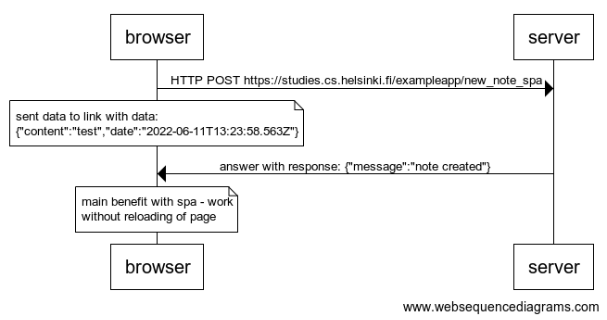 browser
server
HTTP POST https://studies.cs.helsinki.fi/exampleapp/new_note_spa
sent data to link with data:
{"content":"test","date":"2022-06-11T13:23:58.563Z"}
answer with response: {"message":"note created"}
main benefit with spa - work
without reloading of page
browser
server
www.websequencediagrams.com